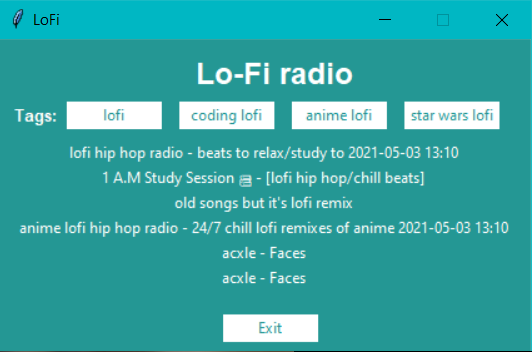 LoFi
Lo-Fi radio
Tags: lofi coding lofi anime lofi star wars lofi
lofi hip hop radio - beats to relax/study to 2021-05-03 13:10
1 A.M Study Session 📚 - [lofi hip hop/chill beats]
old songs but it's lofi remix
anime lofi hip hop radio - 24/7 chill lofi remixes of anime 2021-05-03 13:10
acxle - Faces
acxle - Faces
Exit